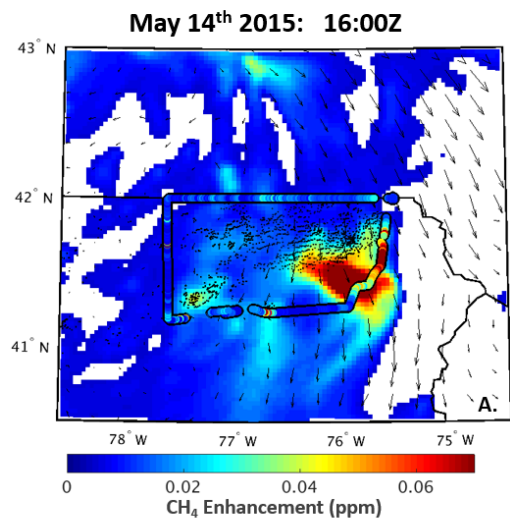 May 14th 2015: 16:00Z
43° N
42° N
41° N
A.
78° W
77° W
76° W
75° W
0
0.02
0.04
0.06
CH4 Enhancement (ppm)